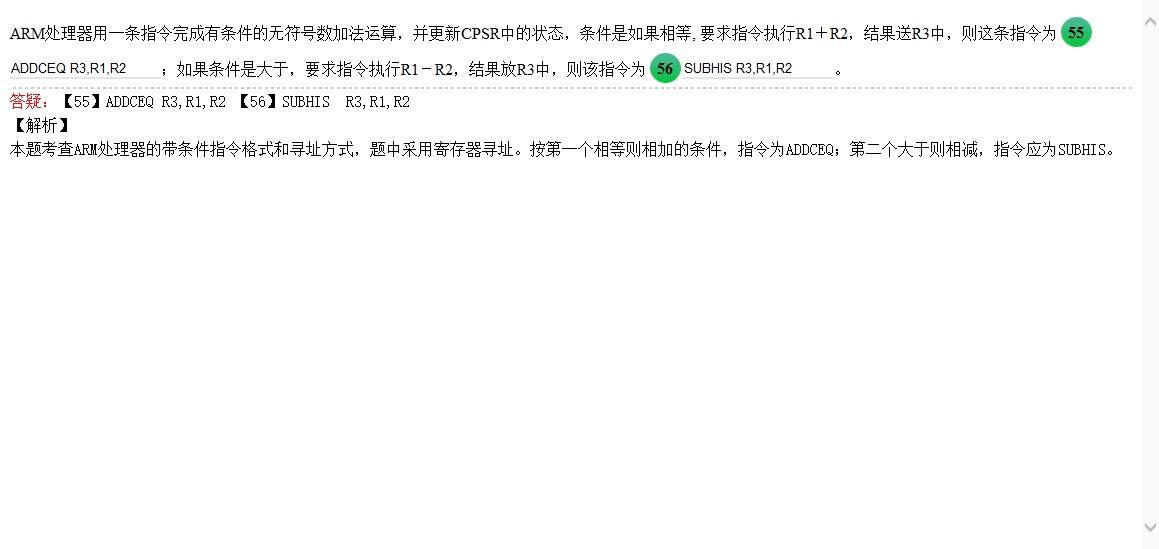 ARM处理器用一条指令完成有条件的无符号数加法运算，并更新CPSR中的状态，条件是如果相等, 要求指令执行R1＋R2，结果送R3中，则这条指令为 55
ADDCEQ R3,R1,R2 ；如果条件是大于，要求指令执行R1－R2，结果放R3中，则该指令为 56 SUBHIS R3,R1,R2 。
答疑：【55】ADDCEQ R3,R1,R2 【56】SUBHIS  R3,R1,R2
【解析】
本题考查ARM处理器的带条件指令格式和寻址方式，题中采用寄存器寻址。按第一个相等则相加的条件，指令为ADDCEQ；第二个大于则相减，指令应为SUBHIS。